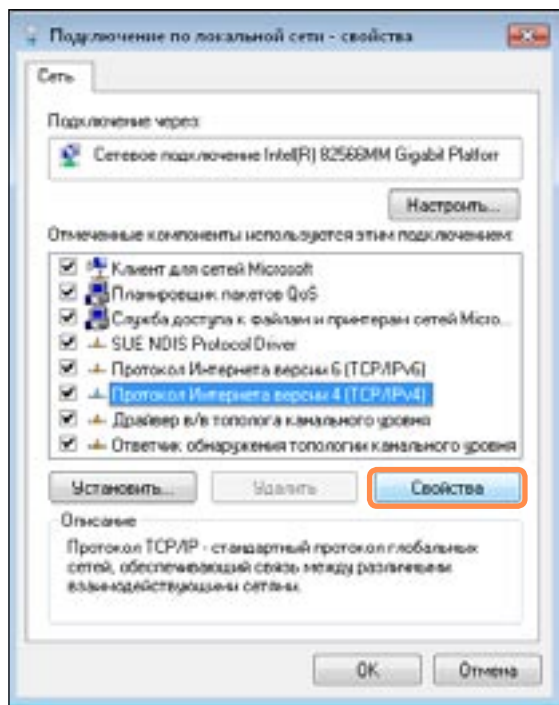 Подключение по локальной сети - свойства
Сеть
Подключение через:
Сетевое подключение Intel(R) 82566MM Gigabit Platforr
Настроить...
Отмеченные компоненты используются этим подключением:
Клиент для сетей Microsoft
Планировщик пакетов QoS
Служба доступа к файлам и принтерам сетей Micro...
SUE NDIS Protocol Driver
Протокол Интернета версии 6 (TCP/IPv6)
Протокол Интернета версии 4 (TCP/IPv4)
Драйвер в/в тополога канального уровня
Ответчик обнаружения топологии канального уровня
Установить... Удалить Свойства
Описание
Протокол TCP/IP - стандартный протокол глобальных
сетей, обеспечивающий связь между различными
взаимодействующими сетями.
OK Отмена